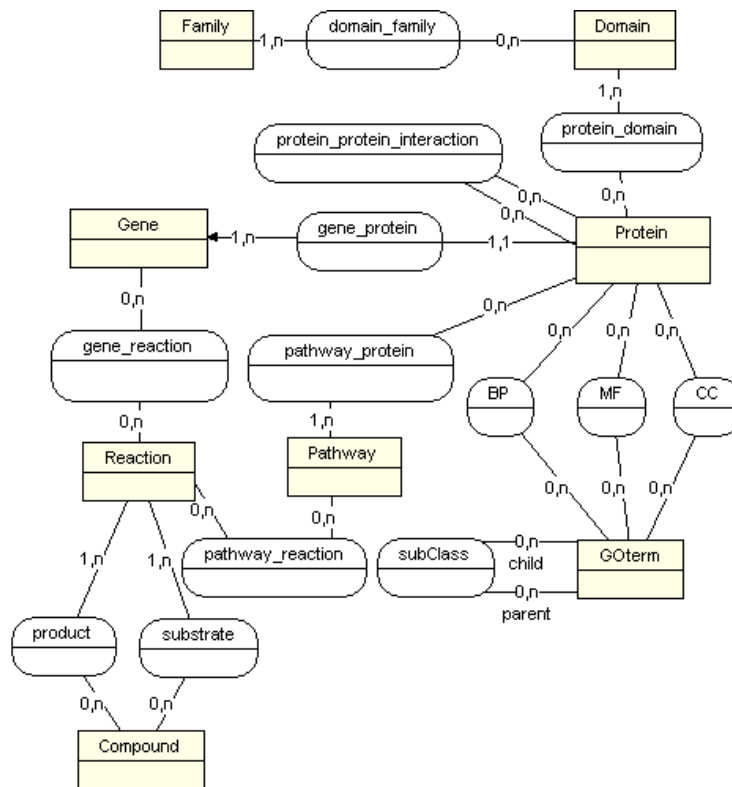 Family
1,n
domain_family
0,n
Domain
1,n
protein_domain
protein_protein_interaction
0,n
0,n
0,n
Gene
1,n
gene_protein
1,1
Protein
0,n
0,n
gene_reaction
pathway_protein
0,n
0,n
0,n
BP
MF
CC
0,n
1,n
Reaction
Pathway
0,n
0,n
0,n
0,n
0,n
1,n
1,n
pathway_reaction
subClass
0,n
child
0,n
parent
GOterm
product
substrate
0,n
0,n
Compound